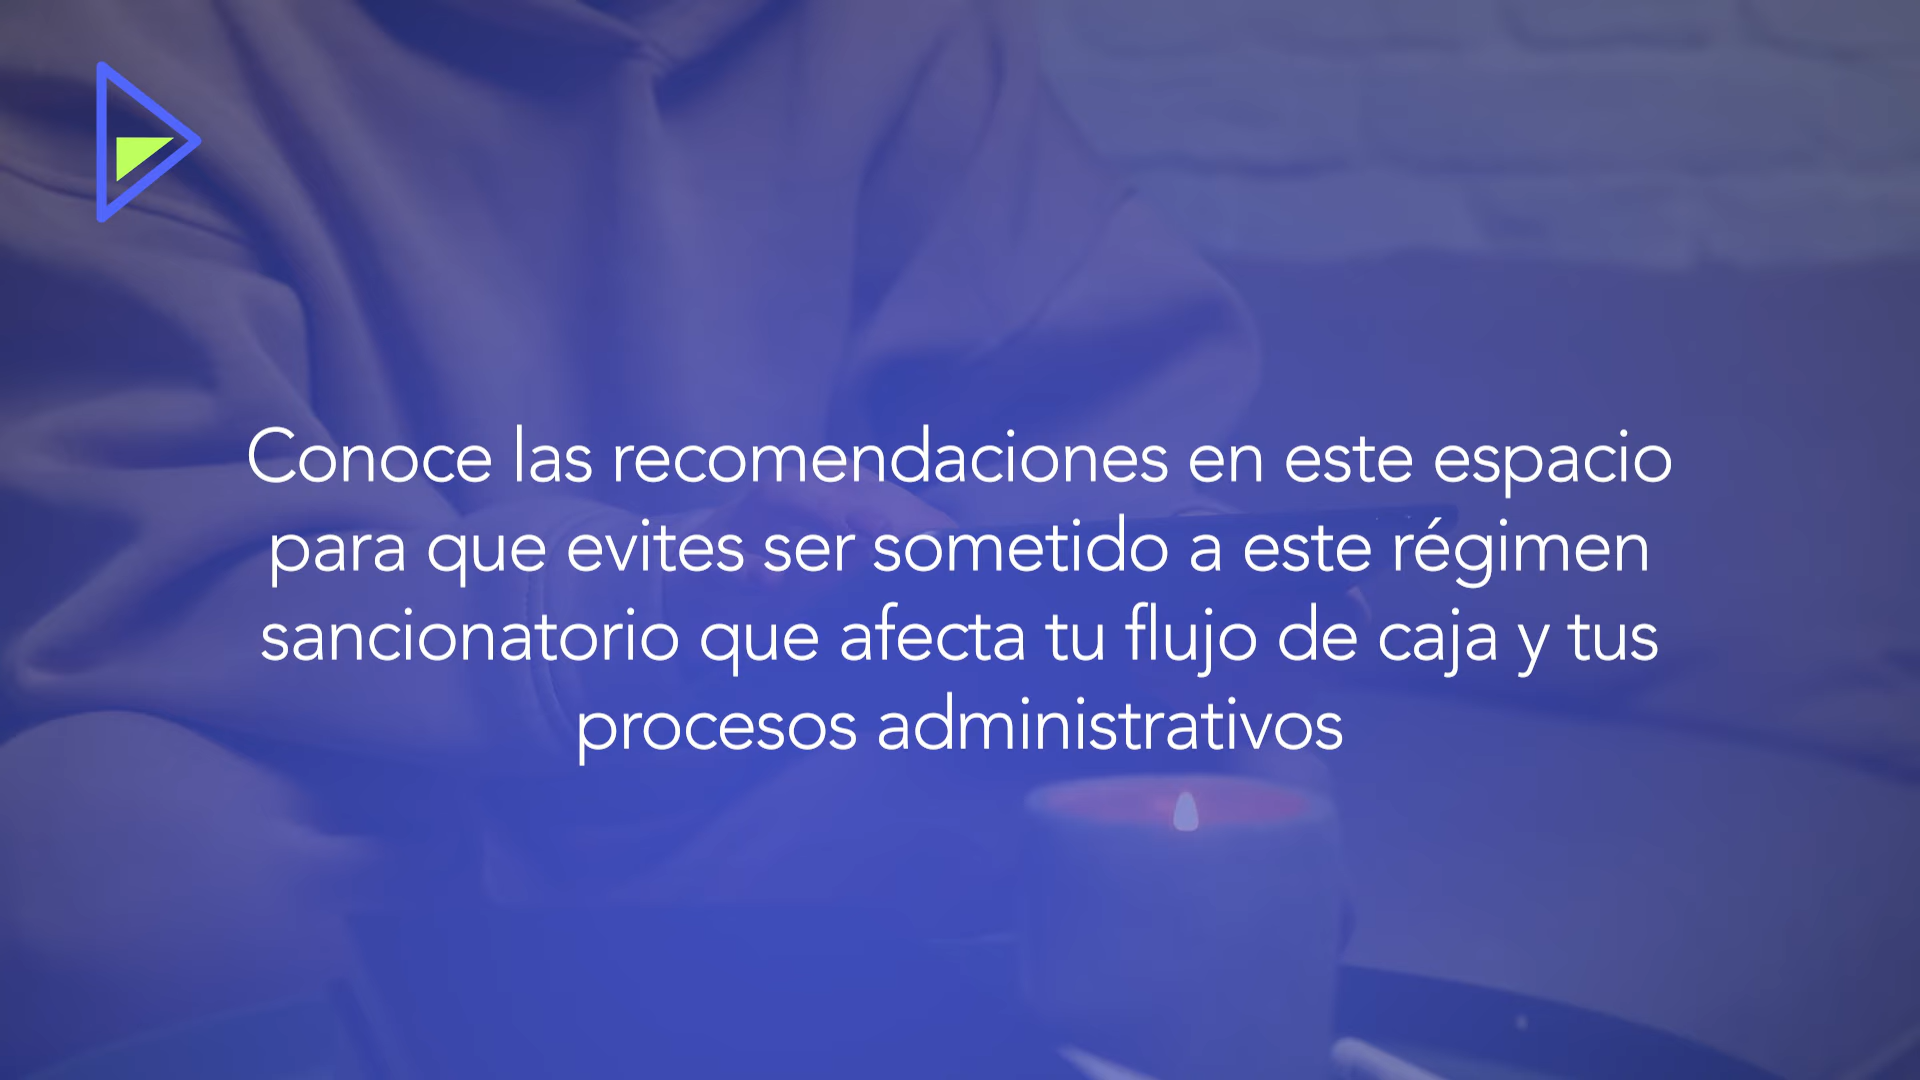 Conoce las recomendaciones en este espacio
para que evites ser sometido a este régimen
sancionatorio que afecta tu flujo de caja y tus
procesos administrativos